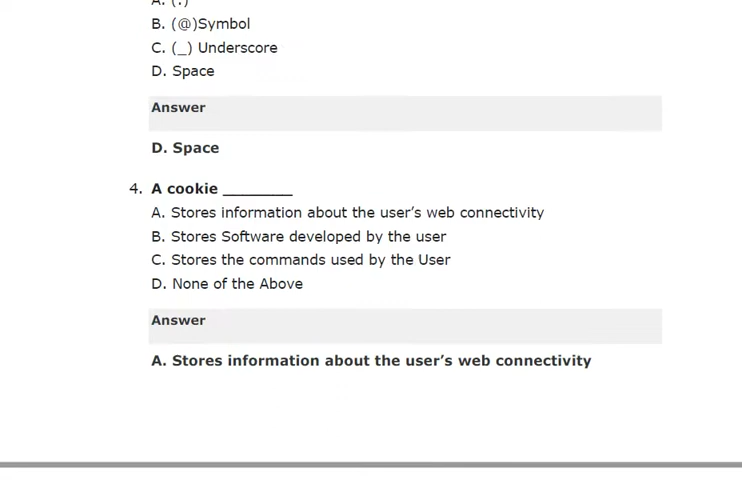 A. (.)
B. (@)Symbol
C. (_) Underscore
D. Space
Answer
D. Space
4. A cookie ________
A. Stores information about the user’s web connectivity
B. Stores Software developed by the user
C. Stores the commands used by the User
D. None of the Above
Answer
A. Stores information about the user’s web connectivity